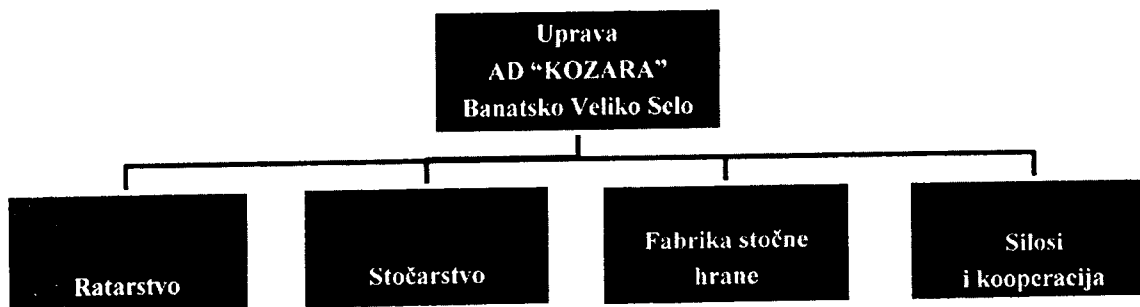 Uprava
AD "KOZARA"
Banatsko Veliko Selo
Ratarstvo
Stočarstvo
Fabrika stočne
hrane
Silosi
i kooperacija